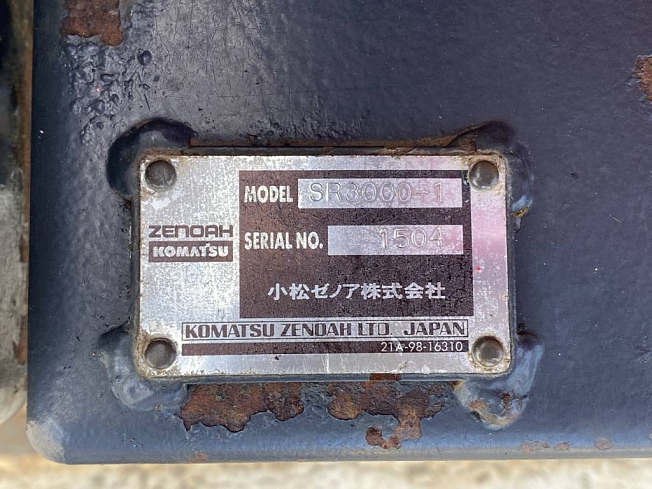 MODEL SR3000-1
ZENOAH
KOMATSU
SERIAL NO. 1504
小松ゼノア株式会社
KOMATSU ZENOAH LTD. JAPAN
21A-98-16310